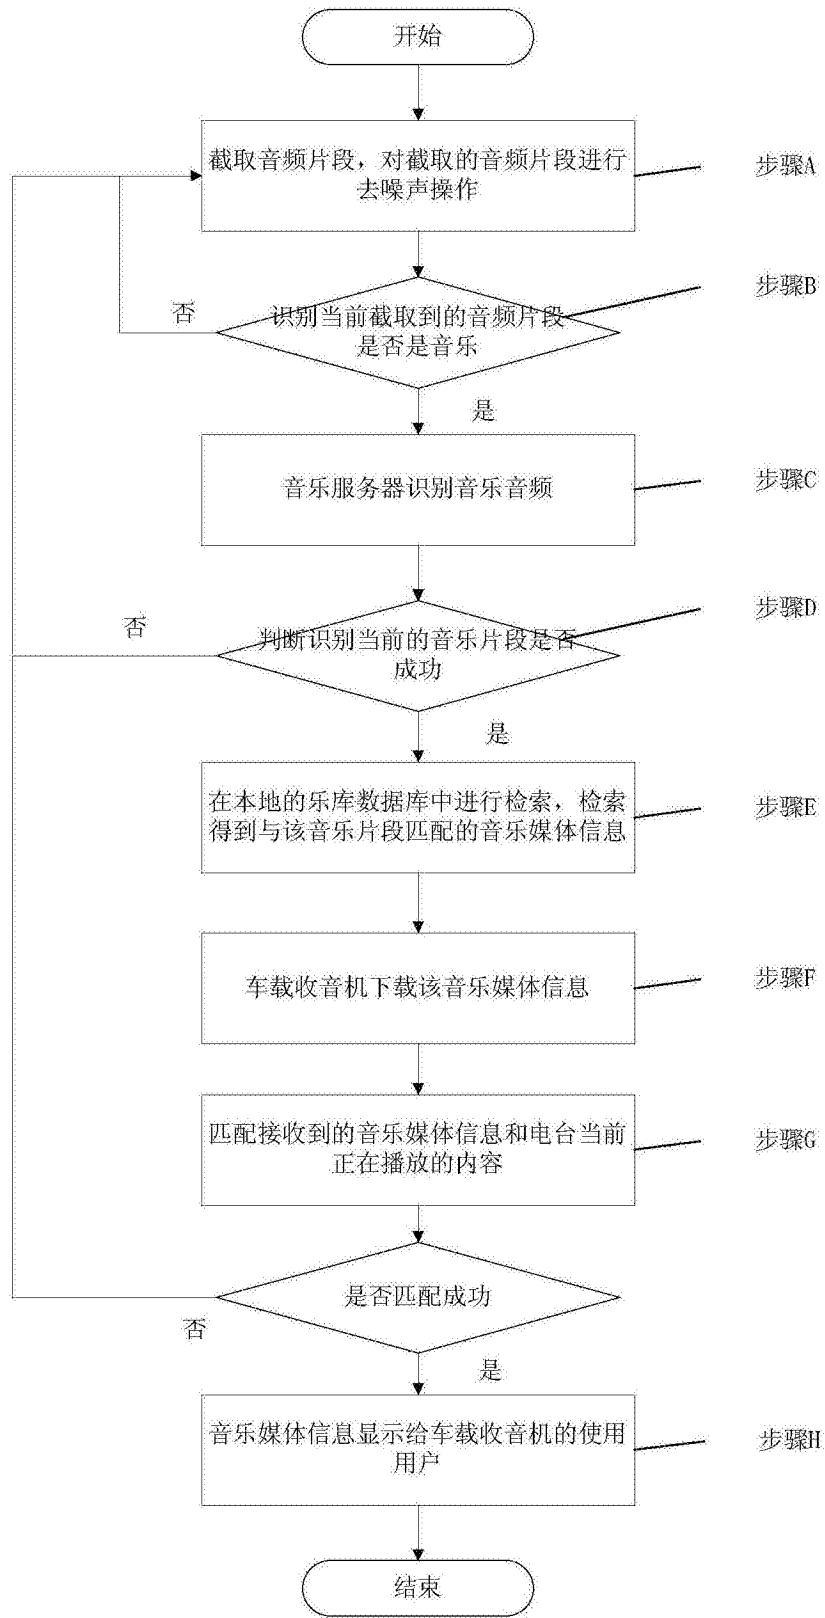 开始
截取音频片段，对截取的音频片段进行
去噪声操作
步骤A
识别当前截取到的音频片段
是否是音乐
步骤B
否
是
音乐服务器识别音乐音频
步骤C
判断识别当前的音乐片段是否
成功
步骤D
否
是
在本地的乐库数据库中进行检索，检索
得到与该音乐片段匹配的音乐媒体信息
步骤E
车载收音机下载该音乐媒体信息
步骤F
匹配接收到的音乐媒体信息和电台当前
正在播放的内容
步骤G
是否匹配成功
否
是
音乐媒体信息显示给车载收音机的使用
用户
步骤H
结束